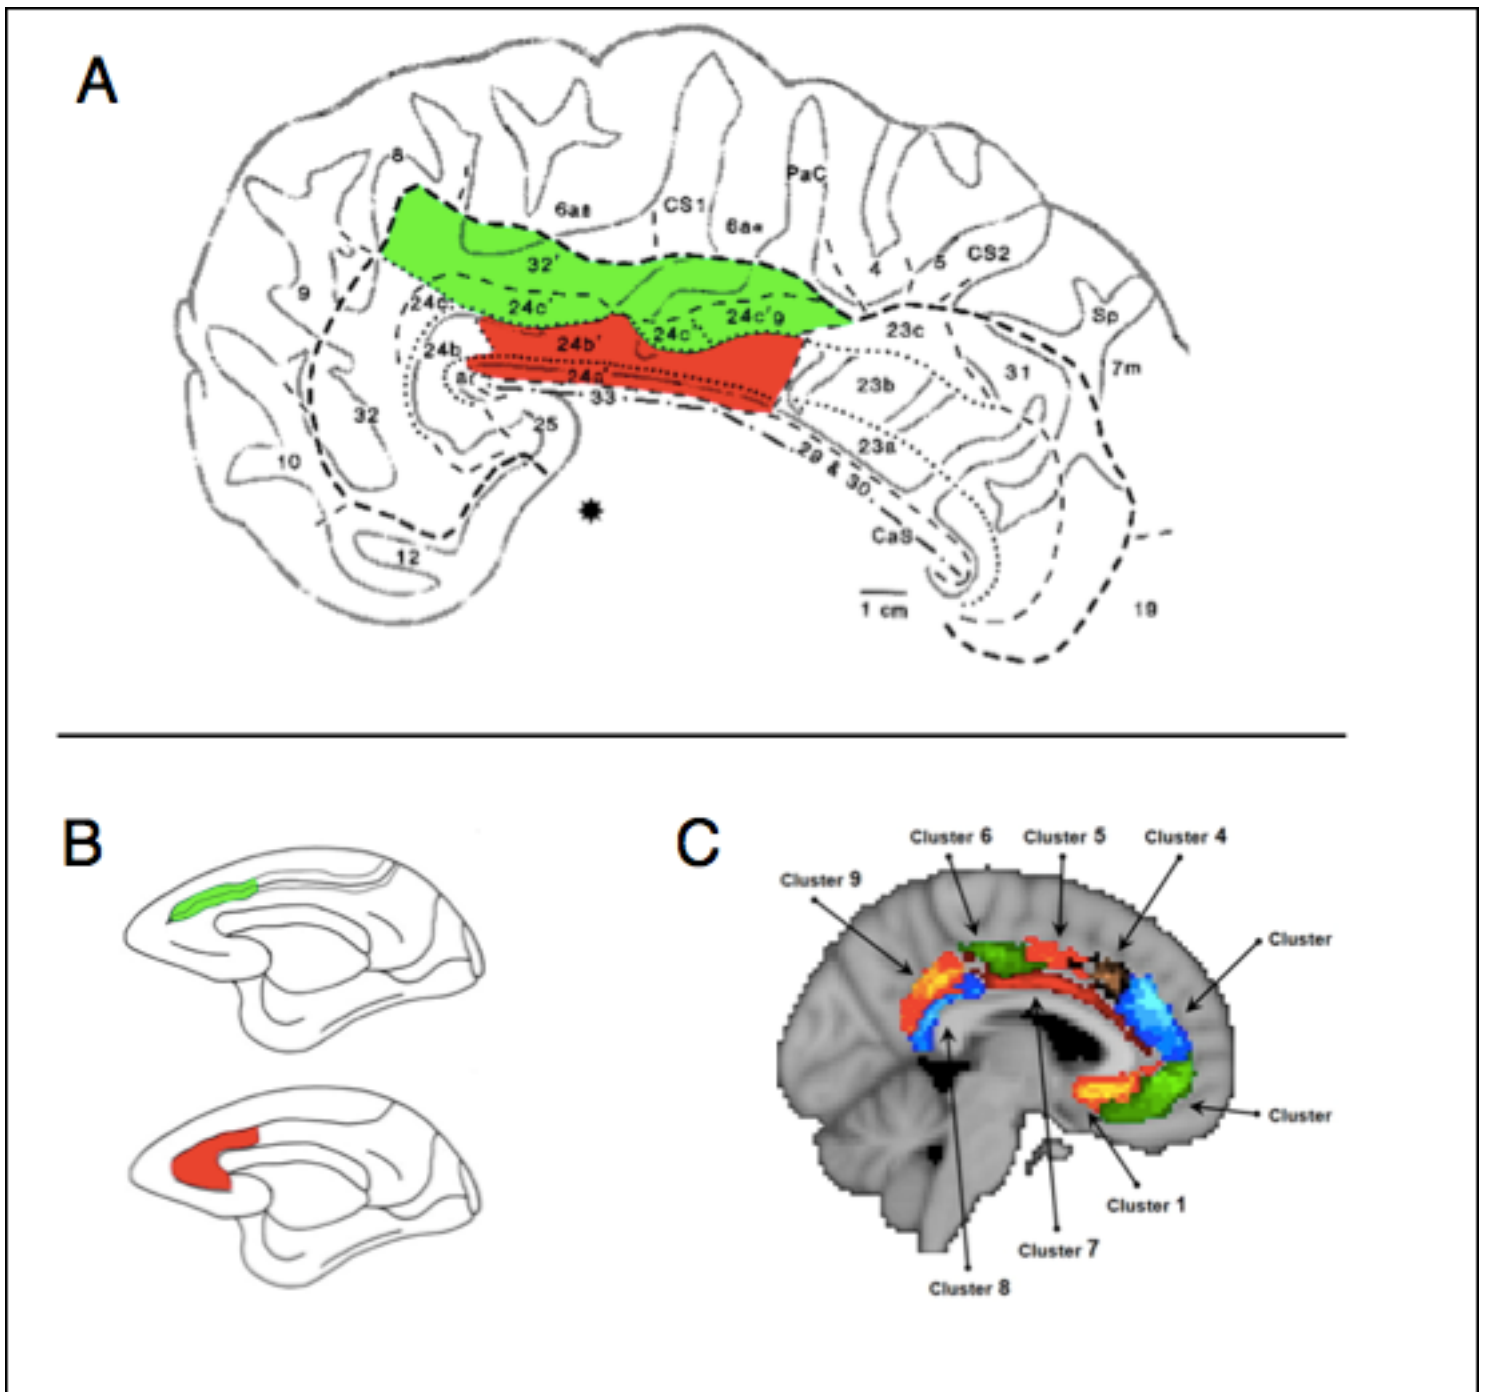 A
8
PaC
6aβ
CS1
6aα
CS2
4
5
32'
9
24c
24c'
24c'g
24c'
Sp
23c
24b
24b'
7m
31
24a'
23b
33
32
25
23a
10
29 & 30
CaS
12
1 cm
19
B
C
Cluster 6
Cluster 5
Cluster 4
Cluster 9
Cluster
Cluster
Cluster 1
Cluster 7
Cluster 8